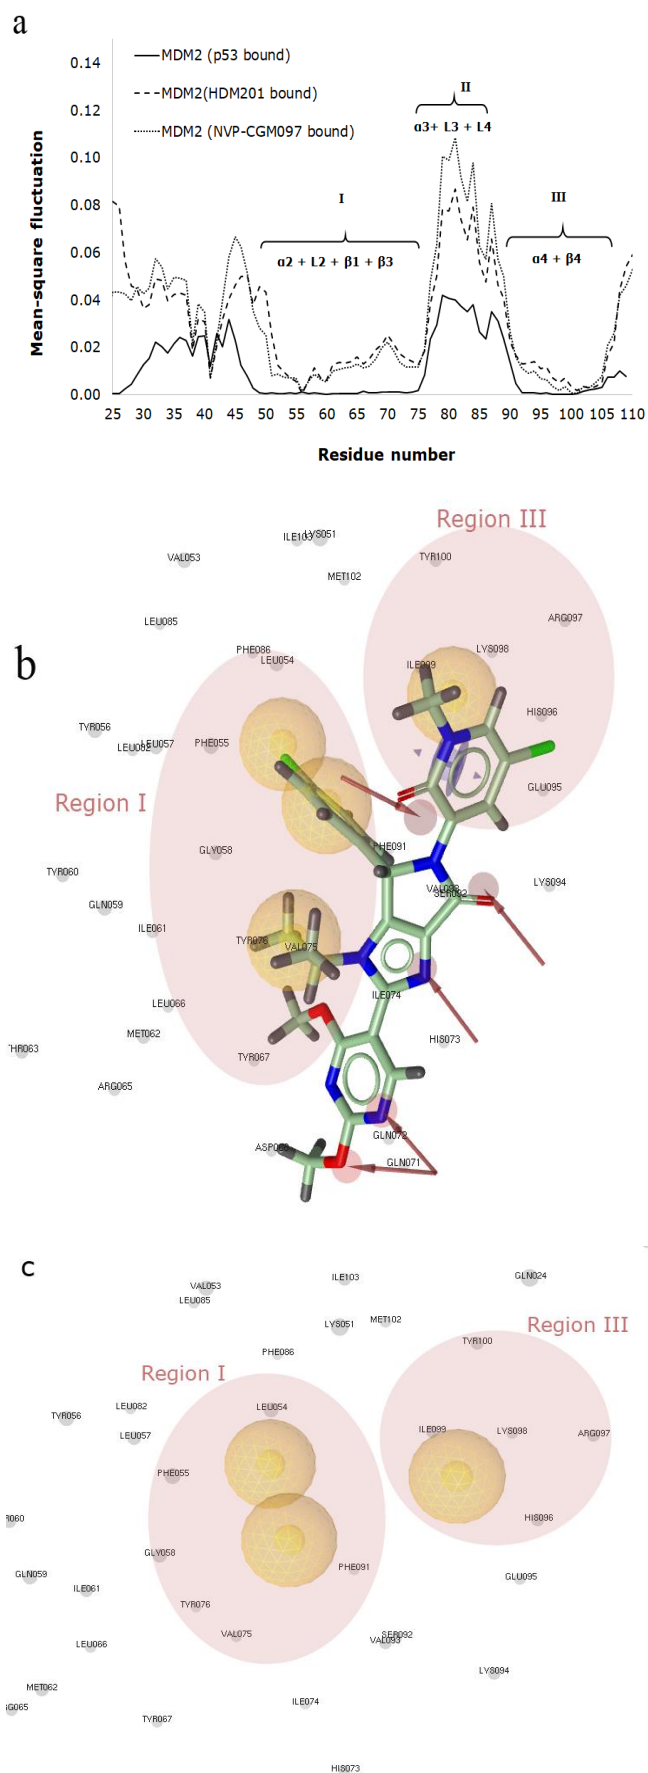 a
0.14
0.12
0.10
0.08
0.06
0.04
0.02
0.00
Mean-square fluctuation
MDM2 (p53 bound)
MDM2(HDM201 bound)
MDM2 (NVP-CGM097 bound)
I
α2 + L2 + β1 + β3
II
α3+ L3 + L4
III
α4 + β4
25 30 35 40 45 50 55 60 65 70 75 80 85 90 95 100 105 110
Residue number
b
Region III
ILE103 LYS051
VAL053
TYR100
MET102
LEU085
ARG097
PHE086
LYS098
LEU054
ILE099
HIS096
TYR056
LEU082 LEU057
PHE055
GLU095
Region I
PHE091
GLY058
TYR060
LYS094
VAL093
SER092
GLN059
ILE061
TYR076
VAL075
ILE074
LEU066
MET062
HIS073
THR063
TYR067
ARG065
GLN072
GLN071
c
GLN024
ILE103
VAL053
LEU085
LYS051
MET102
Region III
TYR100
PHE086
Region I
LEU082
LEU054
TYR056
LEU057
ILE099
LYS098
ARG097
PHE055
R060
HIS096
GLY058
PHE091
GLN059
GLU095
ILE061
TYR076
VAL075
SER092
VAL093
LEU066
LYS094
MET062
ILE074
TYR067
HIS073